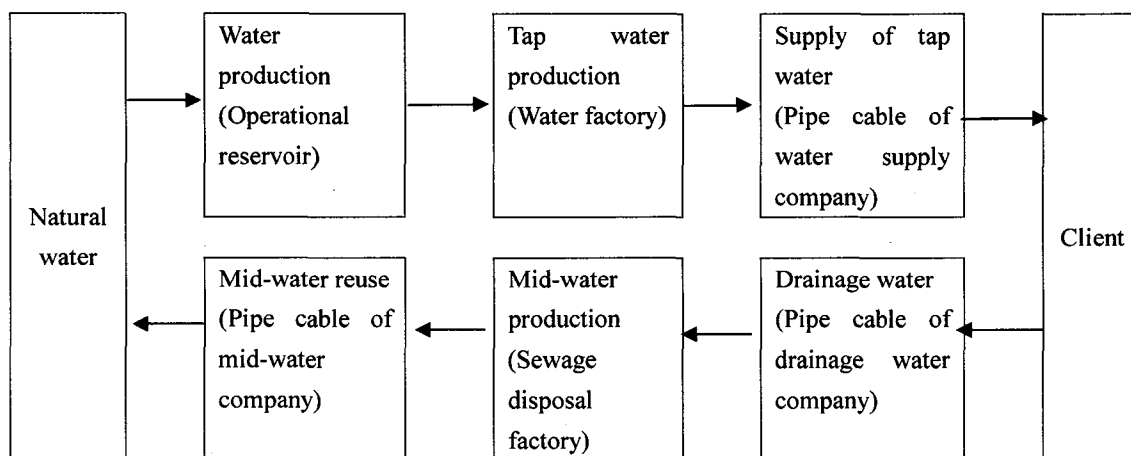 Natural
water
Water
production
(Operational
reservoir)
Tap water
production
(Water factory)
Supply of tap
water
(Pipe cable of
water supply
company)
Client
Mid-water reuse
(Pipe cable of
mid-water
company)
Mid-water
production
(Sewage
disposal
factory)
Drainage water
(Pipe cable of
drainage water
company)